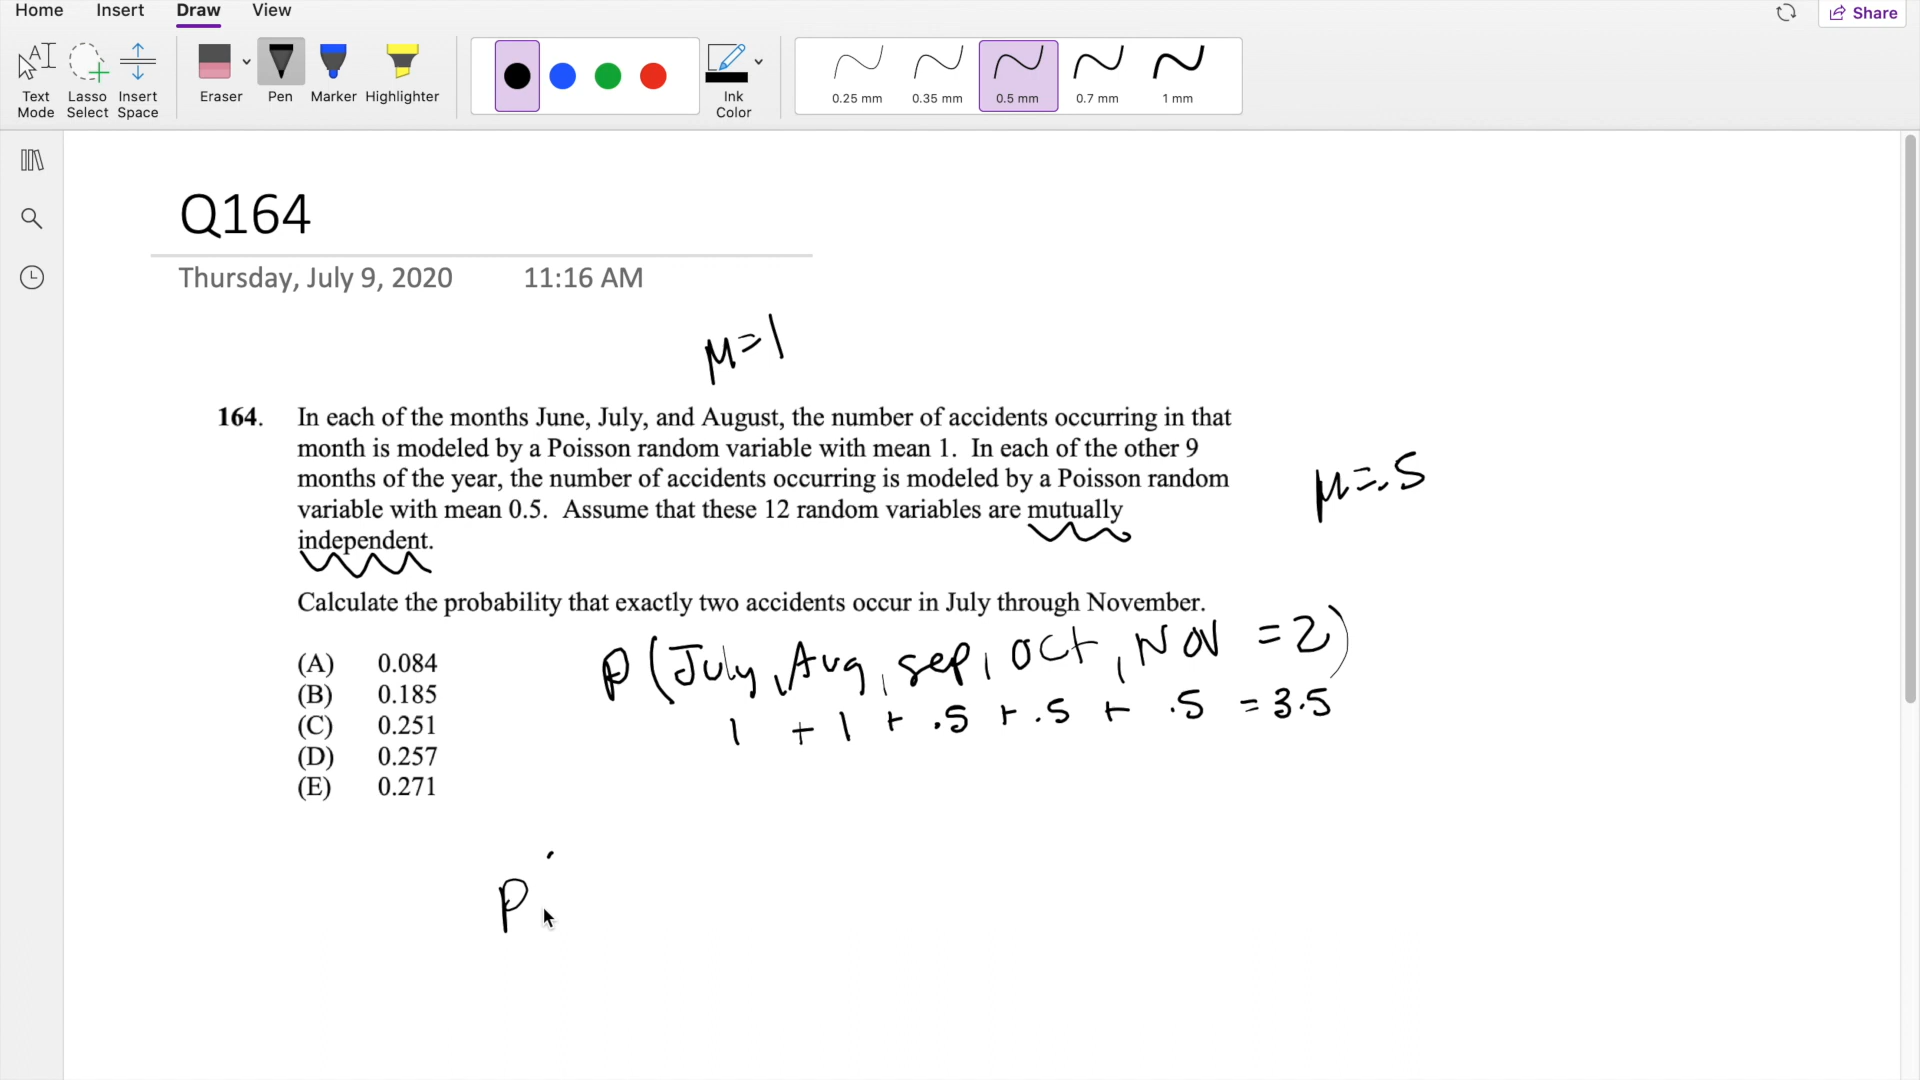 Home Insert Draw View Share
Text Mode Lasso Select Insert Space Eraser Pen Marker Highlighter Ink Color 0.25 mm 0.35 mm 0.5 mm 0.7 mm 1 mm
Q164
Thursday, July 9, 2020 11:16 AM
μ=1
164. In each of the months June, July, and August, the number of accidents occurring in that
month is modeled by a Poisson random variable with mean 1. In each of the other 9
months of the year, the number of accidents occurring is modeled by a Poisson random
variable with mean 0.5. Assume that these 12 random variables are mutually
independent.
μ=.5
Calculate the probability that exactly two accidents occur in July through November.
P(July, Aug, sep, Oct, Nov = 2)
1 + 1 + .5 + .5 + .5 = 3.5
(A) 0.084
(B) 0.185
(C) 0.251
(D) 0.257
(E) 0.271
P